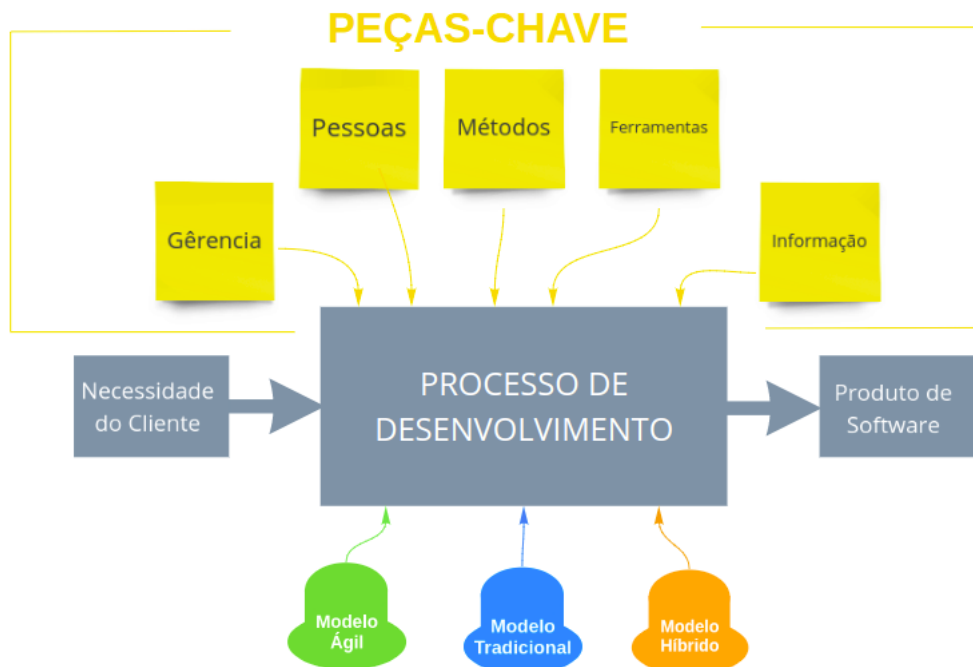 PEÇAS-CHAVE
Pessoas
Métodos
Ferramentas
Gêrencia
Informação
Necessidade
do Cliente
PROCESSO DE
DESENVOLVIMENTO
Produto de
Software
Modelo
Ágil
Modelo
Tradicional
Modelo
Híbrido